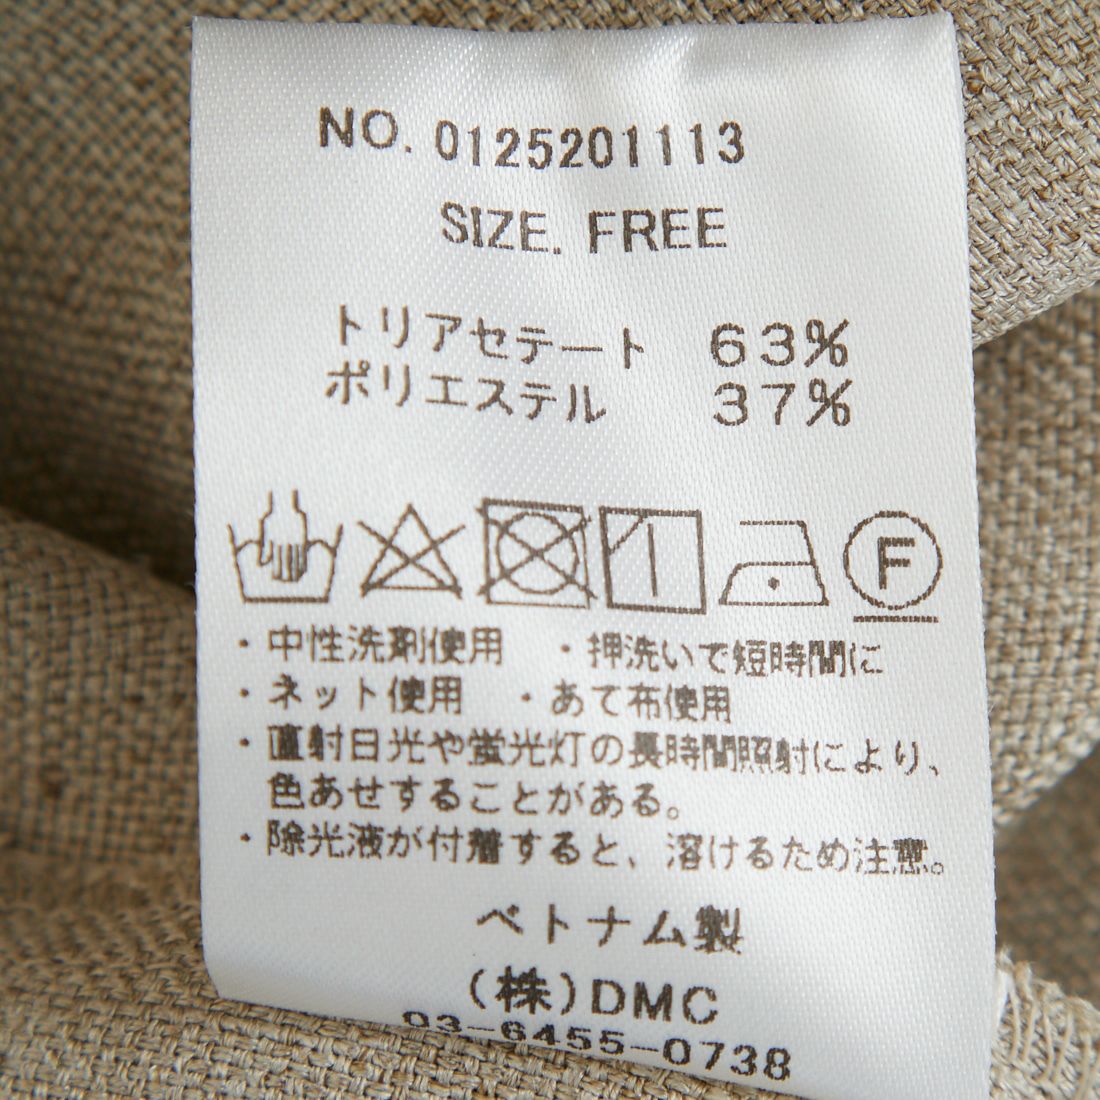 NO. 0125201113
SIZE. FREE
トリアセテート 63%
ポリエステル 37%
F
・中性洗剤使用 ・押洗いで短時間に
・ネット使用 ・あて布使用
・直射日光や蛍光灯の長時間照射により、
色あせすることがある。
・除光液が付着すると、溶けるため注意。
ベトナム製
(株)DMC
03-6455-0738